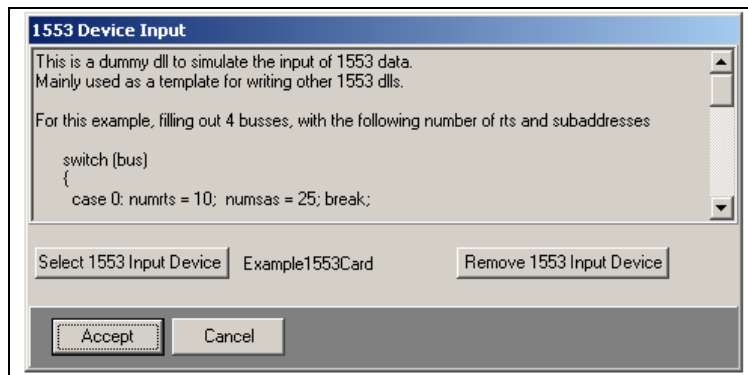 1553 Device Input
This is a dummy dll to simulate the input of 1553 data.
Mainly used as a template for writing other 1553 dlls.
For this example, filling out 4 busses, with the following number of rts and subaddresses
switch (bus)
{
case 0: numrts = 10; numsas = 25; break;
Select 1553 Input Device Example1553Card Remove 1553 Input Device
Accept Cancel